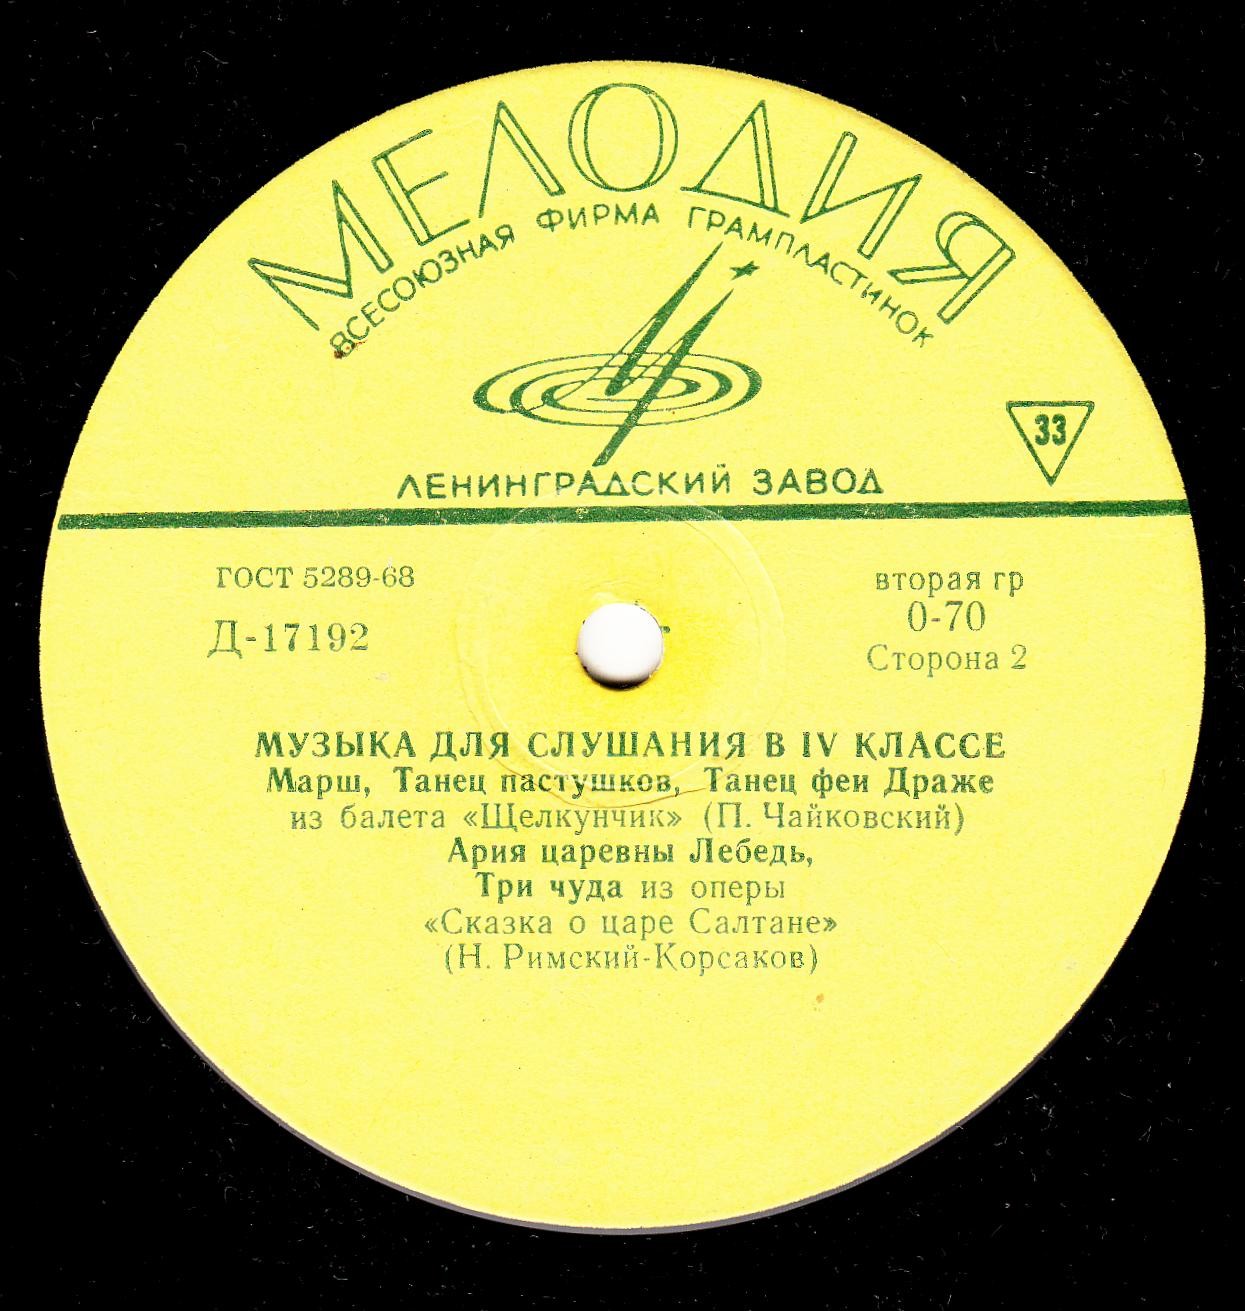 МЕЛОДИЯ
ВСЕСОЮЗНАЯ ФИРМА ГРАМПЛАСТИНОК
33
ЛЕНИНГРАДСКИЙ ЗАВОД
ГОСТ 5289-68
вторая гр
Д-17192
0-70
Сторона 2
МУЗЫКА ДЛЯ СЛУШАНИЯ В IV КЛАССЕ
Марш, Танец пастушков, Танец феи Драже
из балета «Щелкунчик» (П. Чайковский)
Ария царевны Лебедь,
Три чуда из оперы
«Сказка о царе Салтане»
(Н. Римский-Корсаков)